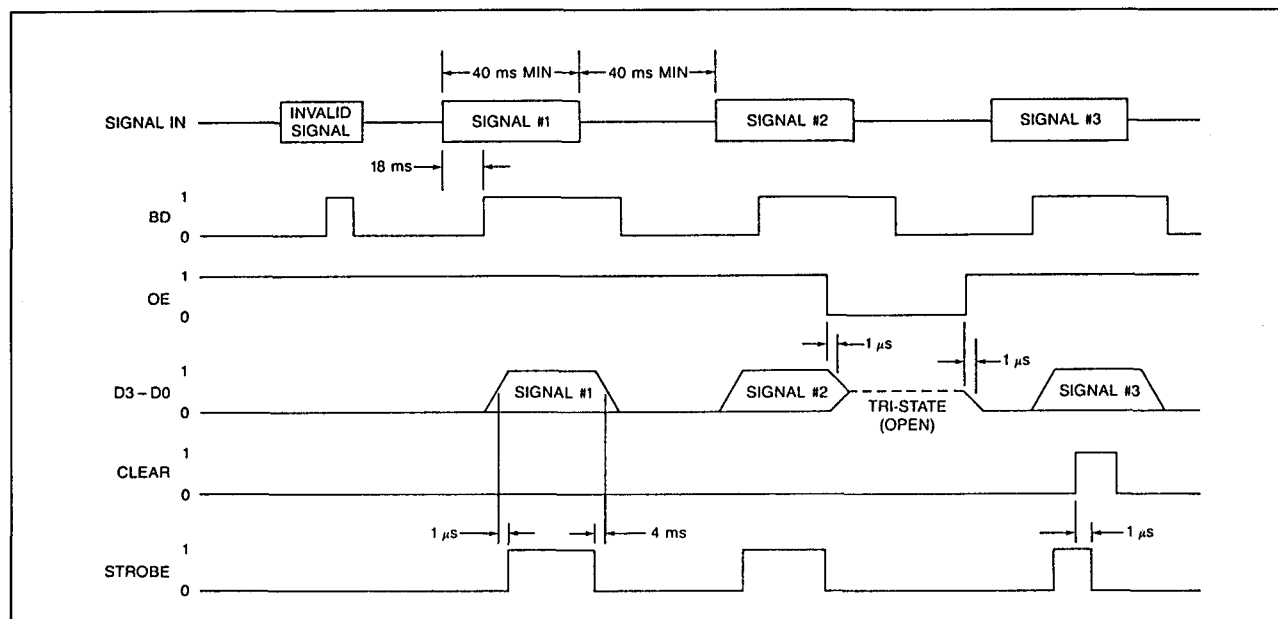 40 ms MIN 40 ms MIN
SIGNAL IN
INVALID
SIGNAL
SIGNAL #1
SIGNAL #2
SIGNAL #3
18 ms
BD
1
0
OE
1
0
1 μs
1 μs
D3–D0
1
0
SIGNAL #1
SIGNAL #2
TRI-STATE
(OPEN)
SIGNAL #3
CLEAR
1
0
1 μs
4 ms
1 μs
STROBE
1
0